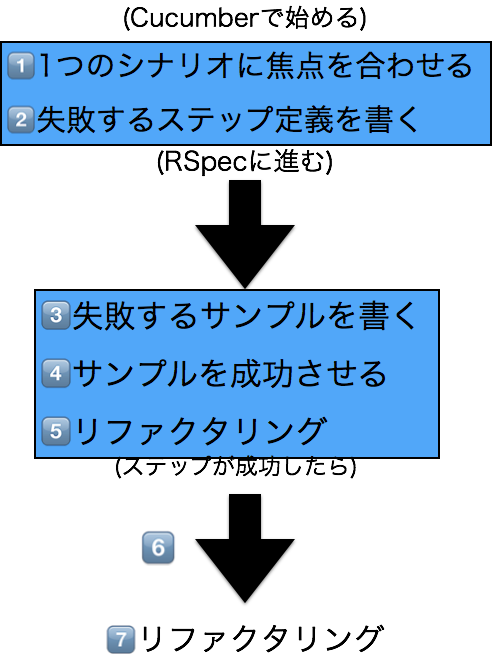 (Cucumberで始める)
1️⃣1つのシナリオに焦点を合わせる
2️⃣失敗するステップ定義を書く
(RSpecに進む)
3️⃣失敗するサンプルを書く
4️⃣サンプルを成功させる
5️⃣リファクタリング
(ステップが成功したら)
6️⃣
7️⃣リファクタリング